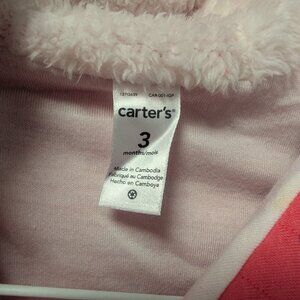 carter's®
3
months/mois
Made in Cambodia
Fabriqué au Cambodge
Hecho en Camboya